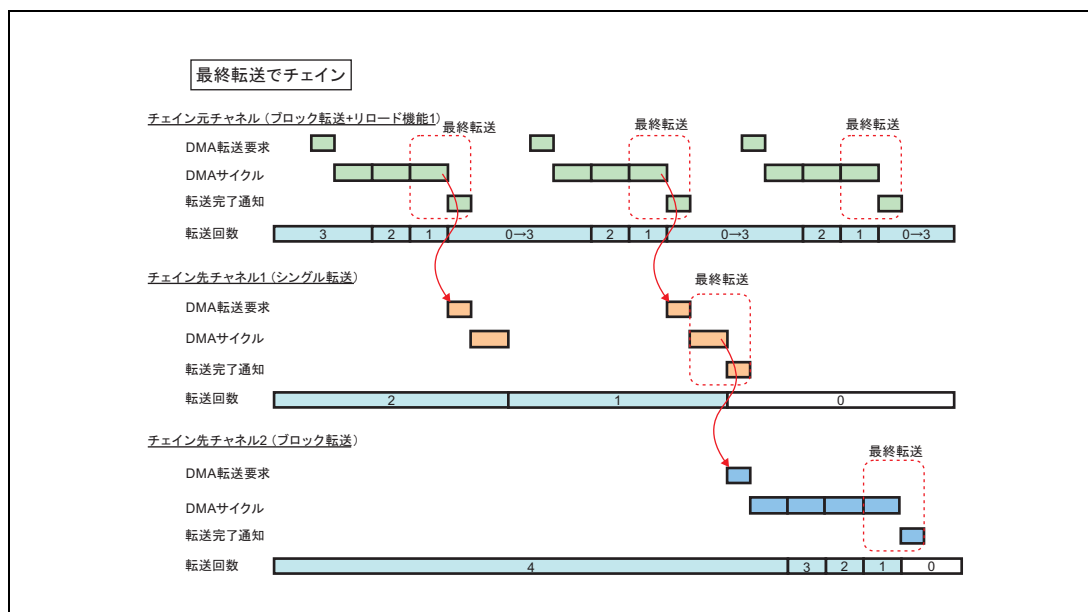 最終転送でチェイン
チェイン元チャネル (ブロック転送+リロード機能1)
最終転送 最終転送 最終転送
DMA転送要求
DMAサイクル
転送完了通知
転送回数 3 2 1 0→3 2 1 0→3 2 1 0→3
チェイン先チャネル1 (シングル転送)
最終転送
DMA転送要求
DMAサイクル
転送完了通知
転送回数 2 1 0
チェイン先チャネル2 (ブロック転送)
最終転送
DMA転送要求
DMAサイクル
転送完了通知
転送回数 4 3 2 1 0